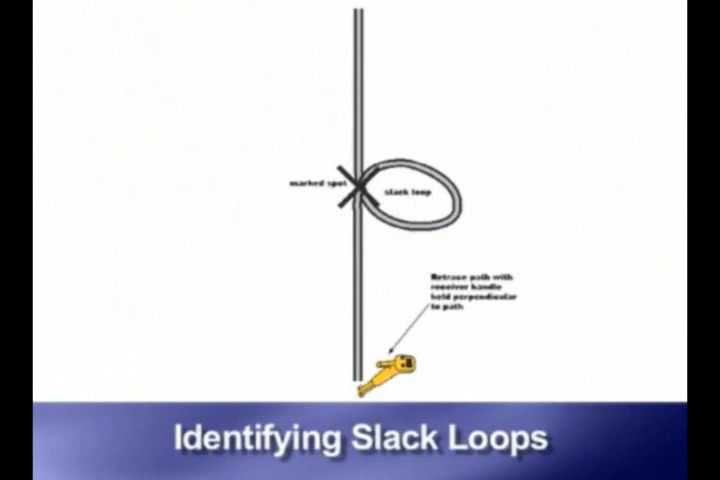 marked spot
slack loop
Retrace path with
receiver handle
held perpendicular
to path
Identifying Slack Loops